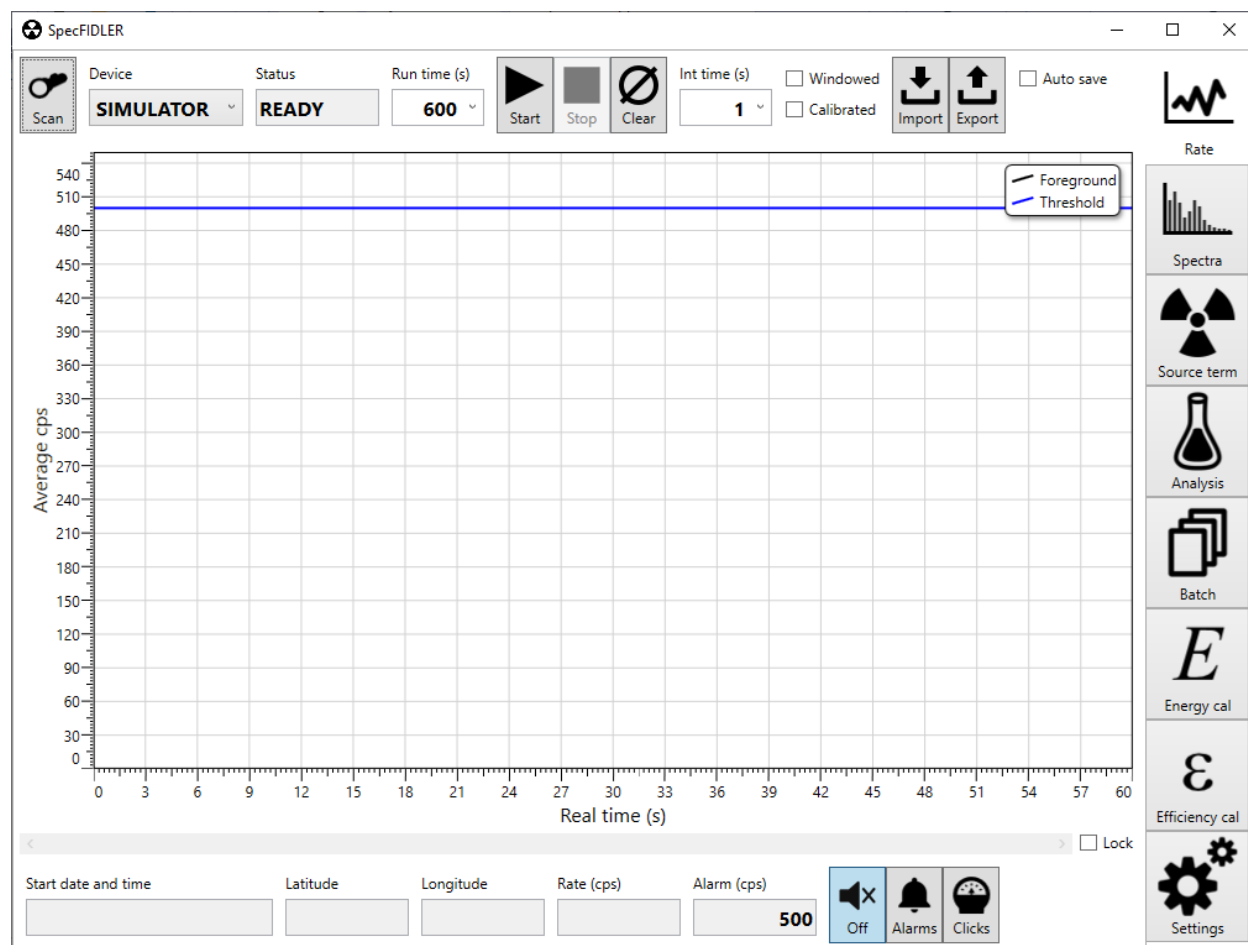 SpecFIDLER
Device
Status
Run time (s)
Int time (s)
Scan
SIMULATOR
READY
600
Start
Stop
Clear
1
Windowed
Calibrated
Import
Export
Auto save
Rate
Spectra
Source term
Analysis
Batch
E
Energy cal
ε
Efficiency cal
Settings
Foreground
Threshold
Average cps
540
510
480
450
420
390
360
330
300
270
240
210
180
150
120
90
60
30
0
0 3 6 9 12 15 18 21 24 27 30 33 36 39 42 45 48 51 54 57 60
Real time (s)
Lock
Start date and time
Latitude
Longitude
Rate (cps)
Alarm (cps)
500
Off
Alarms
Clicks